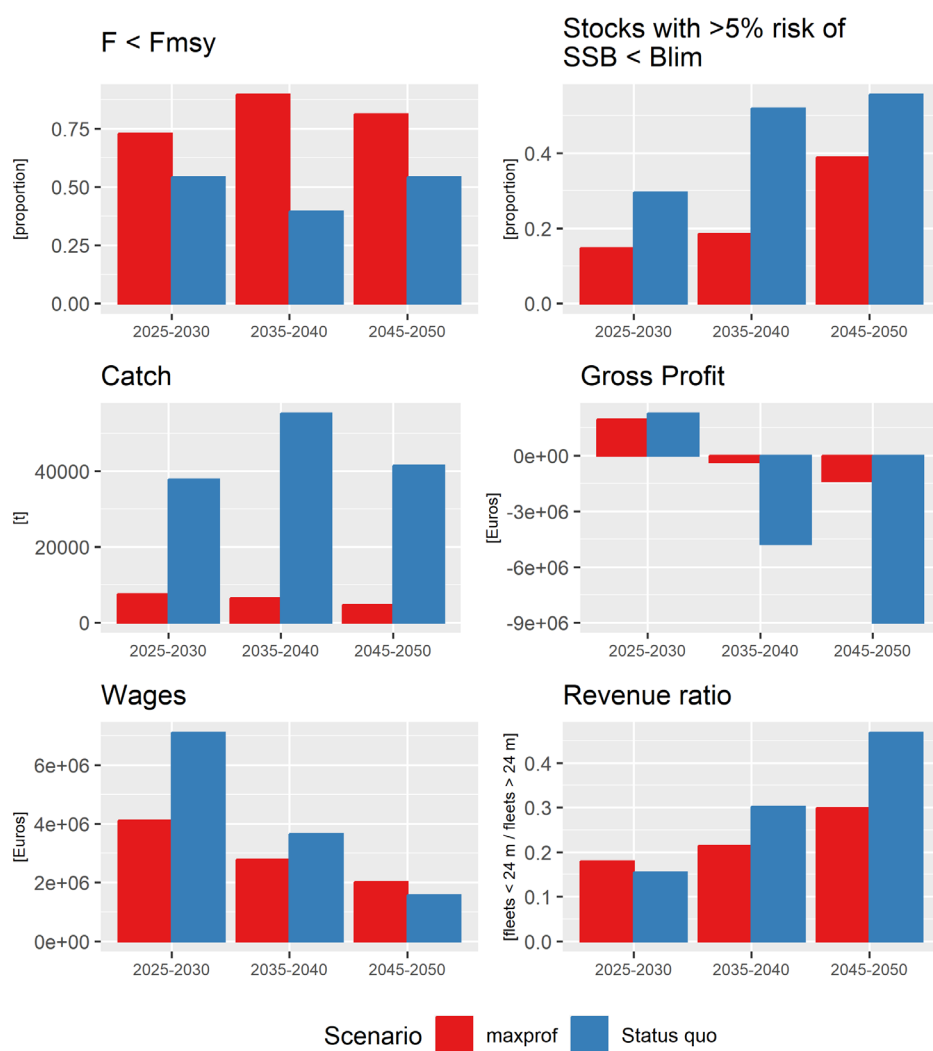 F < Fmsy
[proportion]
0.75
0.50
0.25
0.00
2025-2030 2035-2040 2045-2050
Stocks with >5% risk of
SSB < Blim
[proportion]
0.4
0.2
0.0
2025-2030 2035-2040 2045-2050
Catch
[t]
40000
20000
0
2025-2030 2035-2040 2045-2050
Gross Profit
[Euros]
0e+00
-3e+06
-6e+06
-9e+06
2025-2030 2035-2040 2045-2050
Wages
[Euros]
6e+06
4e+06
2e+06
0e+00
2025-2030 2035-2040 2045-2050
Revenue ratio
[fleets < 24 m / fleets > 24 m]
0.4
0.3
0.2
0.1
0.0
2025-2030 2035-2040 2045-2050
Scenario maxprof Status quo